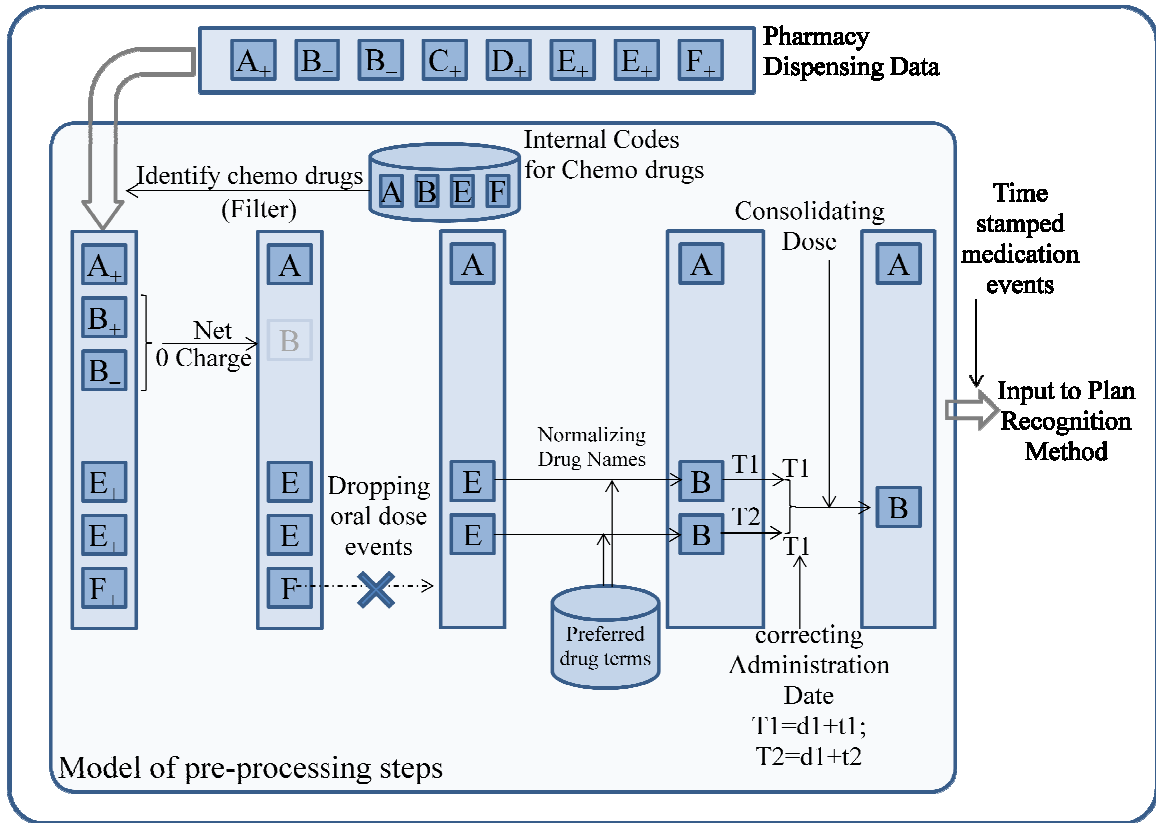 A+ B− B− C+ D+ E+ E+ F+
Pharmacy
Dispensing Data
Internal Codes
for Chemo drugs
A B E F
Identify chemo drugs
(Filter)
Consolidating
Dose
Time
stamped
medication
events
A+ A A A A
B+
B−
Net
0 Charge
B
Input to Plan
Recognition
Method
Normalizing
Drug Names
E+ E E B T1 T1 B
Dropping
oral dose
events
E+ E E B T2 T1
F+ F
Preferred
drug terms
correcting
Administration
Date
T1=d1+t1;
T2=d1+t2
Model of pre-processing steps